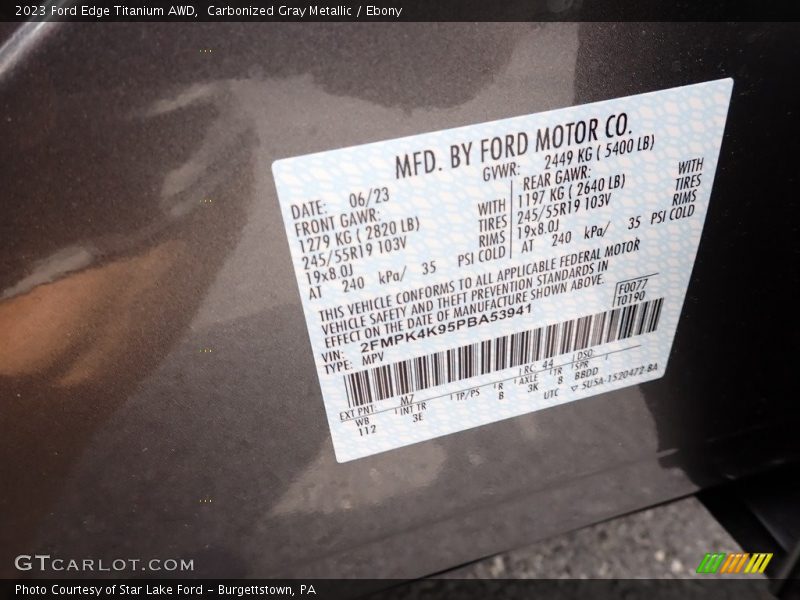 2023 Ford Edge Titanium AWD, Carbonized Gray Metallic / Ebony
MFD. BY FORD MOTOR CO.
DATE: 06/23 GVWR: 2449 KG ( 5400 LB)
FRONT GAWR: REAR GAWR:
1279 KG ( 2820 LB) WITH 1197 KG ( 2640 LB) WITH
245/55R19 103V TIRES 245/55R19 103V TIRES
19x8.0J RIMS 19x8.0J RIMS
AT 240 kPa/ 35 PSI COLD AT 240 kPa/ 35 PSI COLD
THIS VEHICLE CONFORMS TO ALL APPLICABLE FEDERAL MOTOR
VEHICLE SAFETY AND THEFT PREVENTION STANDARDS IN
EFFECT ON THE DATE OF MANUFACTURE SHOWN ABOVE.
F0077
VIN: 2FMPK4K95PBA53941 T0190
TYPE: MPV
EXT PNT: M7 RC: 44 DSO:
WB INT TR TP/PS R AXLE TR SPR
112 3E B 3K 8 BBDD
UTC ▽ 5U5A-1520472-BA
GTCARLOT.COM
Photo Courtesy of Star Lake Ford - Burgettstown, PA